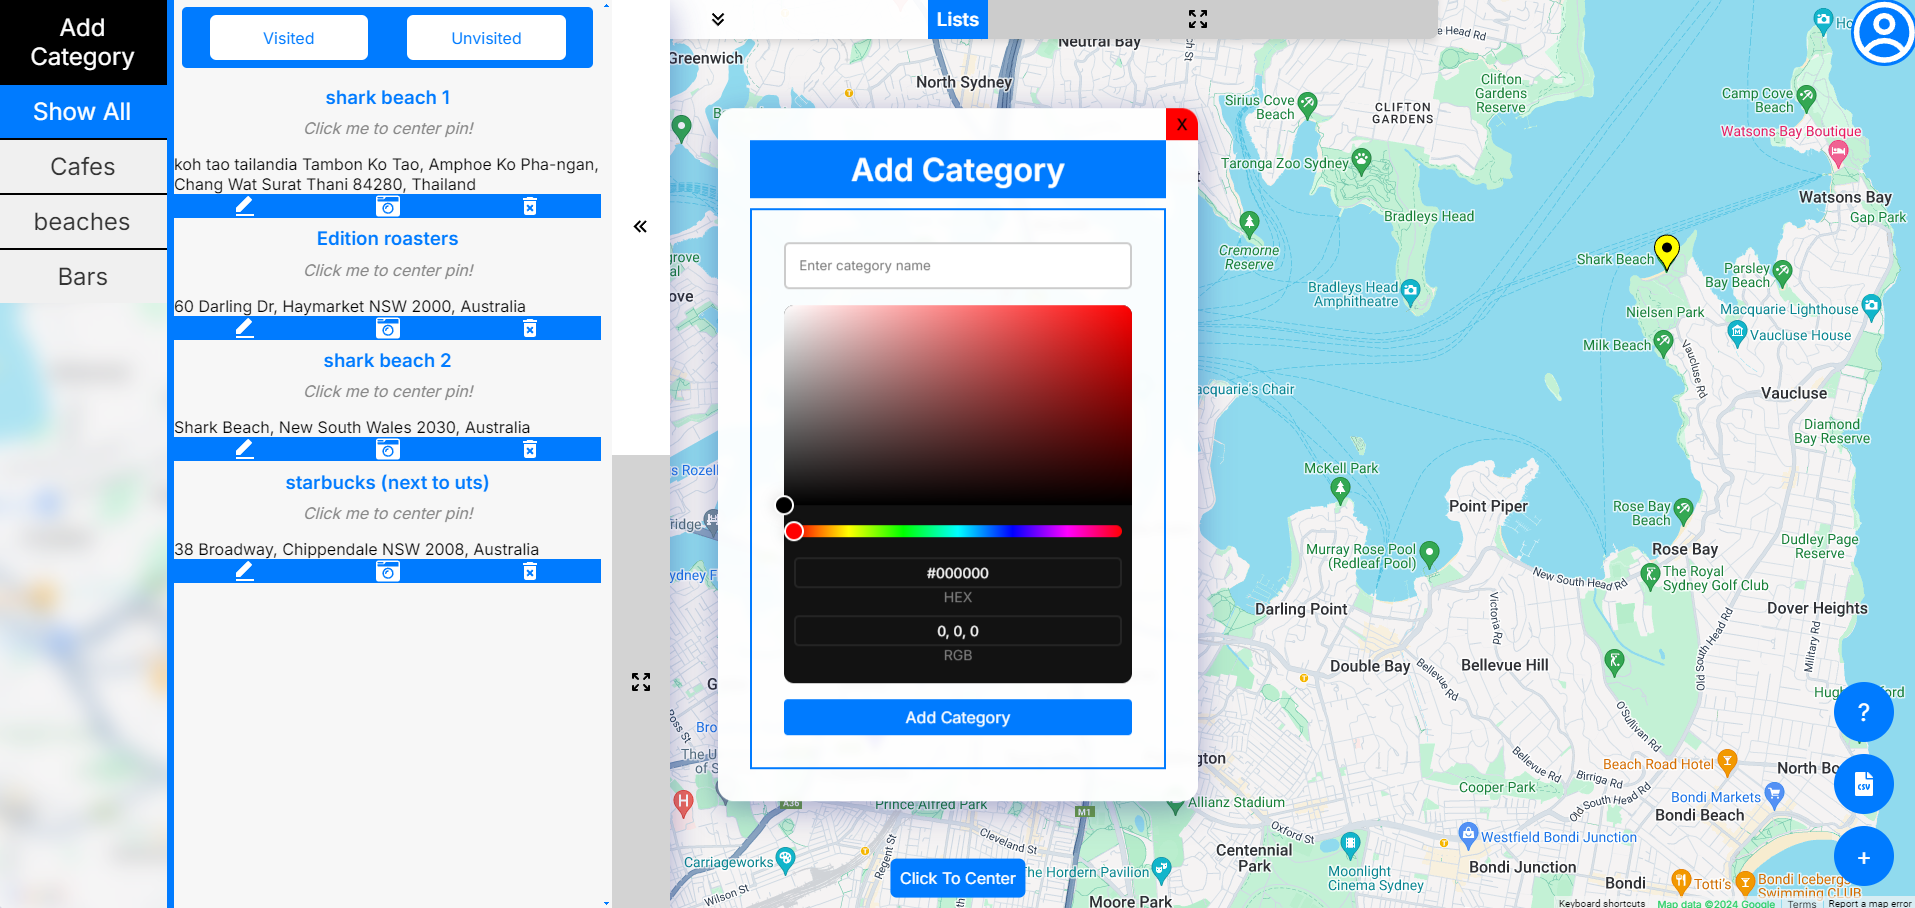 Add
Category
Show All
Cafes
beaches
Bars
Visited
Unvisited
shark beach 1
Click me to center pin!
koh tao tailandia Tambon Ko Tao, Amphoe Ko Pha-ngan,
Chang Wat Surat Thani 84280, Thailand
Edition roasters
Click me to center pin!
60 Darling Dr, Haymarket NSW 2000, Australia
shark beach 2
Click me to center pin!
Shark Beach, New South Wales 2030, Australia
starbucks (next to uts)
Click me to center pin!
38 Broadway, Chippendale NSW 2008, Australia
Lists
X
Add Category
Enter category name
#000000
HEX
0, 0, 0
RGB
Add Category
Click To Center
Greenwich
Neutral Bay
North Sydney
Sirius Cove
Beach
CLIFTON
GARDENS
Clifton
Gardens
Reserve
Camp Cove
Beach
Watsons Bay Boutique
Taronga Zoo Sydney
Watsons Bay
Gap Park
Bradleys Head
Cremorne
Reserve
Shark Beach
Parsley
Bay Beach
Bradleys Head
Amphitheatre
Nielsen Park
Macquarie Lighthouse
Vaucluse House
Milk Beach
Vaucluse Rd
Vaucluse
acquarie's Chair
Diamond
Bay Reserve
McKell Park
Point Piper
Rose Bay
Beach
Murray Rose Pool
(Redleaf Pool)
Rose Bay
Dudley Page
Reserve
New South Head Rd
The Royal
Sydney Golf Club
Darling Point
Victoria Rd
Dover Heights
Old South Head Rd
Military Rd
Double Bay
Bellevue Hill
Bellevue Rd
O'Sullivan Rd
?
Beach Road Hotel
Bellevue Rd
Birriga Rd
Cooper Park
Old South Head Rd
Bondi Markets
Bondi Beach
CSV
Prince Alfred Park
M1
Allianz Stadium
Oxford St
Westfield Bondi Junction
Cleveland St
Regent St
Carriageworks
Wilson St
The Hordern Pavilion
Centennial
Park
Moonlight
Cinema Sydney
Bondi Junction
Bondi
Totti's
Moore Park
+
Keyboard shortcuts
Map data ©2024 Google
Terms
Report a map error